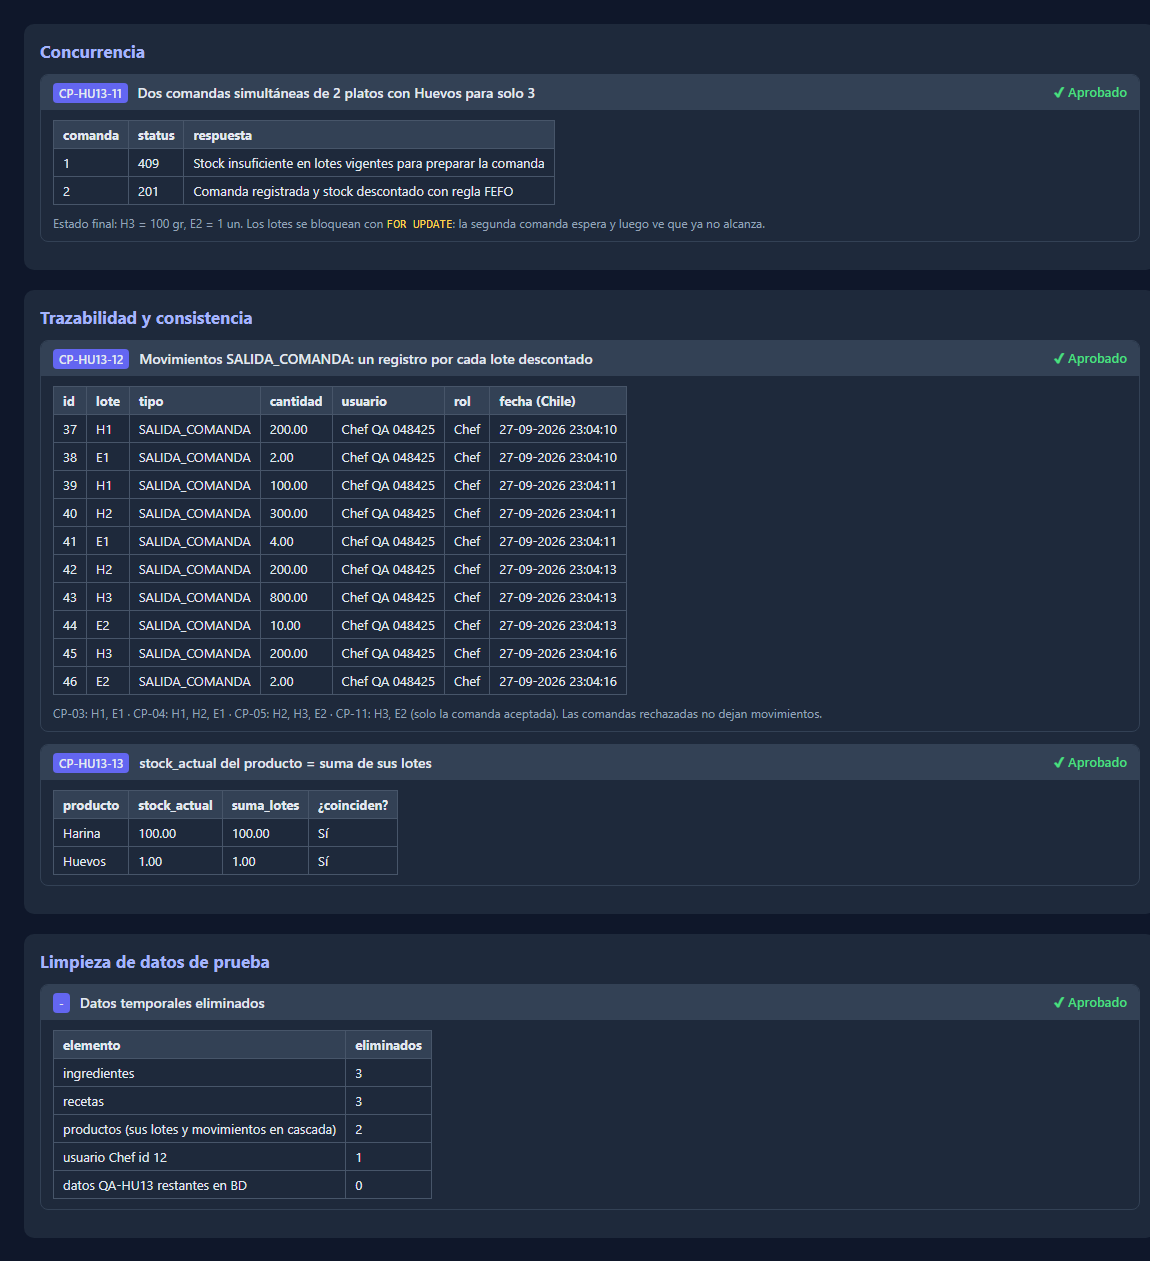 Concurrencia
CP-HU13-11 Dos comandas simultáneas de 2 platos con Huevos para solo 3 ✓ Aprobado
comanda status respuesta
1 409 Stock insuficiente en lotes vigentes para preparar la comanda
2 201 Comanda registrada y stock descontado con regla FEFO
Estado final: H3 = 100 gr, E2 = 1 un. Los lotes se bloquean con FOR UPDATE: la segunda comanda espera y luego ve que ya no alcanza.
Trazabilidad y consistencia
CP-HU13-12 Movimientos SALIDA_COMANDA: un registro por cada lote descontado ✓ Aprobado
id lote tipo cantidad usuario rol fecha (Chile)
37 H1 SALIDA_COMANDA 200.00 Chef QA 048425 Chef 27-09-2026 23:04:10
38 E1 SALIDA_COMANDA 2.00 Chef QA 048425 Chef 27-09-2026 23:04:10
39 H1 SALIDA_COMANDA 100.00 Chef QA 048425 Chef 27-09-2026 23:04:11
40 H2 SALIDA_COMANDA 300.00 Chef QA 048425 Chef 27-09-2026 23:04:11
41 E1 SALIDA_COMANDA 4.00 Chef QA 048425 Chef 27-09-2026 23:04:11
42 H2 SALIDA_COMANDA 200.00 Chef QA 048425 Chef 27-09-2026 23:04:13
43 H3 SALIDA_COMANDA 800.00 Chef QA 048425 Chef 27-09-2026 23:04:13
44 E2 SALIDA_COMANDA 10.00 Chef QA 048425 Chef 27-09-2026 23:04:13
45 H3 SALIDA_COMANDA 200.00 Chef QA 048425 Chef 27-09-2026 23:04:16
46 E2 SALIDA_COMANDA 2.00 Chef QA 048425 Chef 27-09-2026 23:04:16
CP-03: H1, E1 · CP-04: H1, H2, E1 · CP-05: H2, H3, E2 · CP-11: H3, E2 (solo la comanda aceptada). Las comandas rechazadas no dejan movimientos.
CP-HU13-13 stock_actual del producto = suma de sus lotes ✓ Aprobado
producto stock_actual suma_lotes ¿coinciden?
Harina 100.00 100.00 Sí
Huevos 1.00 1.00 Sí
Limpieza de datos de prueba
- Datos temporales eliminados ✓ Aprobado
elemento eliminados
ingredientes 3
recetas 3
productos (sus lotes y movimientos en cascada) 2
usuario Chef id 12 1
datos QA-HU13 restantes en BD 0